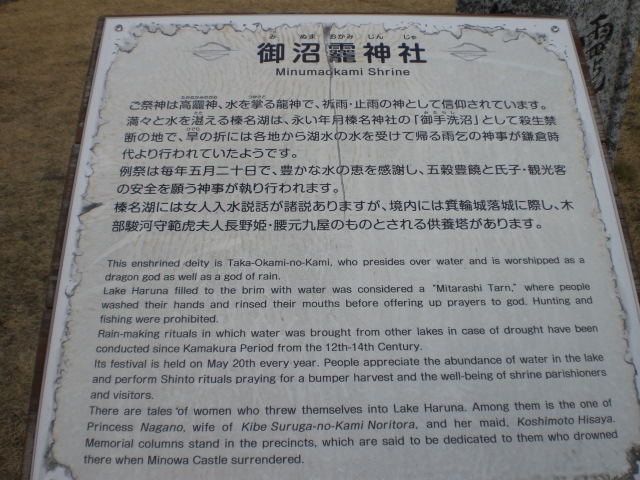 み ぬま おかみ じん じゃ
御沼龗神社
Minumaokami Shrine
ご祭神は高龗神、水を掌る龍神で、祈雨・止雨の神として信仰されています。
満々と水を湛える榛名湖は、永い年月榛名神社の「御手洗沼」として殺生禁
断の地で、旱の折には各地から湖水の水を受けて帰る雨乞の神事が鎌倉時
代より行われていたようです。
例祭は毎年五月二十日で、豊かな水の恵を感謝し、五穀豊饒と氏子・観光客
の安全を願う神事が執り行われます。
榛名湖には女人入水説話が諸説ありますが、境内には箕輪城落城に際し、木
部駿河守範虎夫人長野姫・腰元久屋のものとされる供養塔があります。
This enshrined deity is Taka-Okami-no-Kami, who presides over water and is worshipped as a
dragon god as well as a god of rain.
Lake Haruna filled to the brim with water was considered a "Mitarashi Tarn," where people
washed their hands and rinsed their mouths before offering up prayers to god. Hunting and
fishing were prohibited.
Rain-making rituals in which water was brought from other lakes in case of drought have been
conducted since Kamakura Period from the 12th-14th Century.
Its festival is held on May 20th every year. People appreciate the abundance of water in the lake
and perform Shinto rituals praying for a bumper harvest and the well-being of shrine parishioners
and visitors.
There are tales of women who threw themselves into Lake Haruna. Among them is the one of
Princess Nagano, wife of Kibe Suruga-no-Kami Noritora, and her maid, Koshimoto Hisaya.
Memorial columns stand in the precincts, which are said to be dedicated to them who drowned
there when Minowa Castle surrendered.